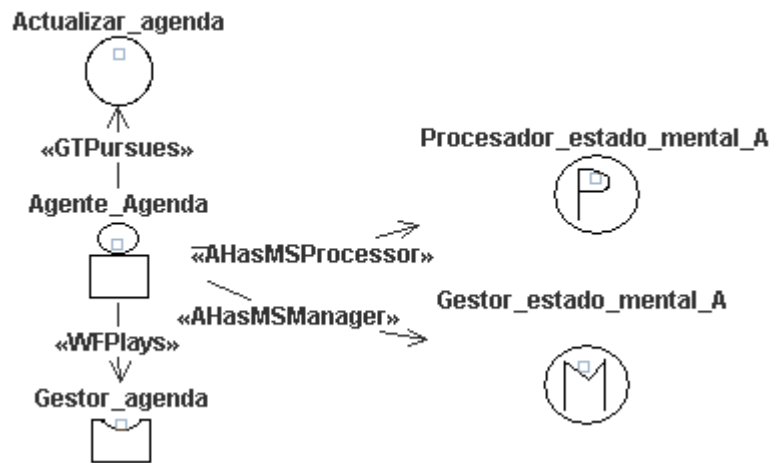 Actualizar_agenda
«GTPursues»
Procesador_estado_mental_A
P
Agente_Agenda
«AHasMSProcessor»
Gestor_estado_mental_A
«AHasMSManager»
M
«WFPlays»
Gestor_agenda